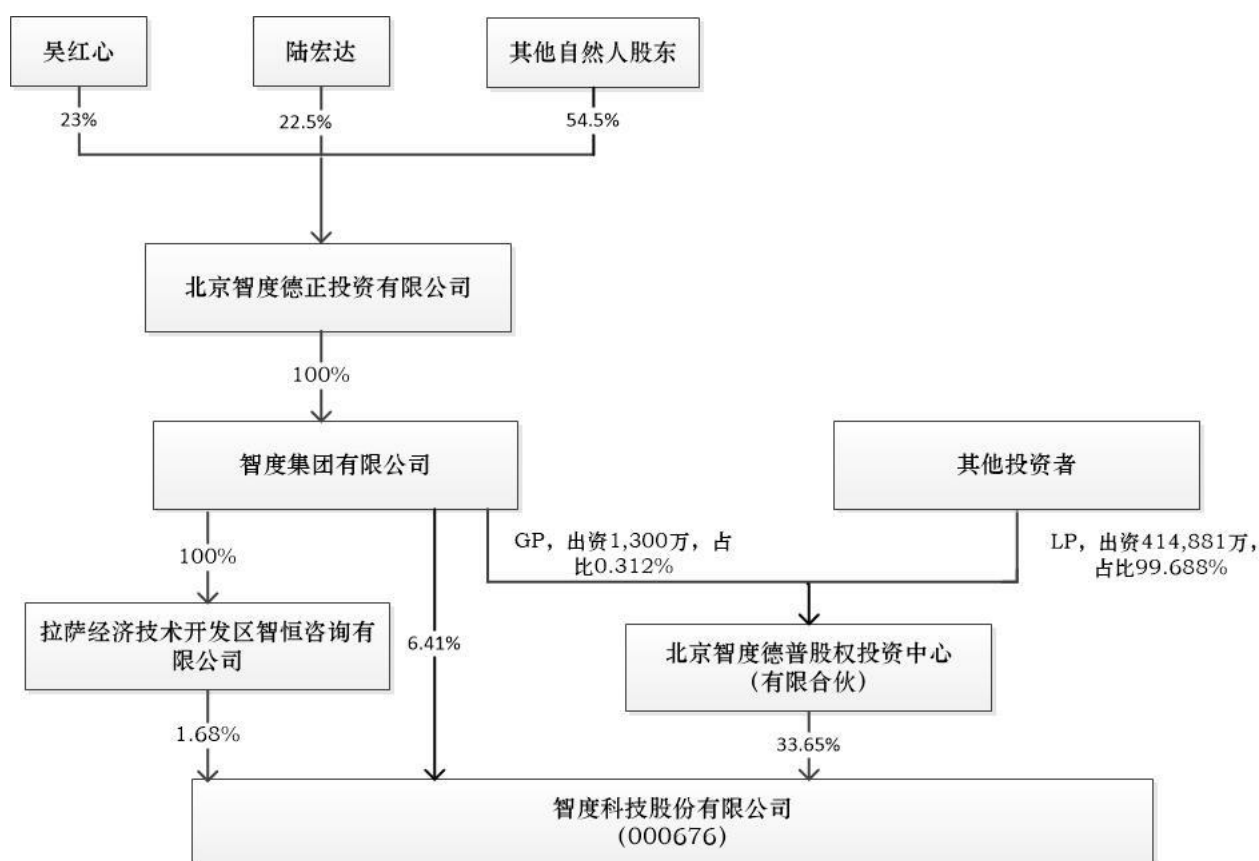 吴红心
陆宏达
其他自然人股东
23%
22.5%
54.5%
北京智度德正投资有限公司
100%
智度集团有限公司
其他投资者
GP，出资1,300万，占
比0.312%
LP，出资414,881万，
占比99.688%
100%
拉萨经济技术开发区智恒咨询有
限公司
6.41%
北京智度德普股权投资中心
（有限合伙）
1.68%
33.65%
智度科技股份有限公司
(000676)